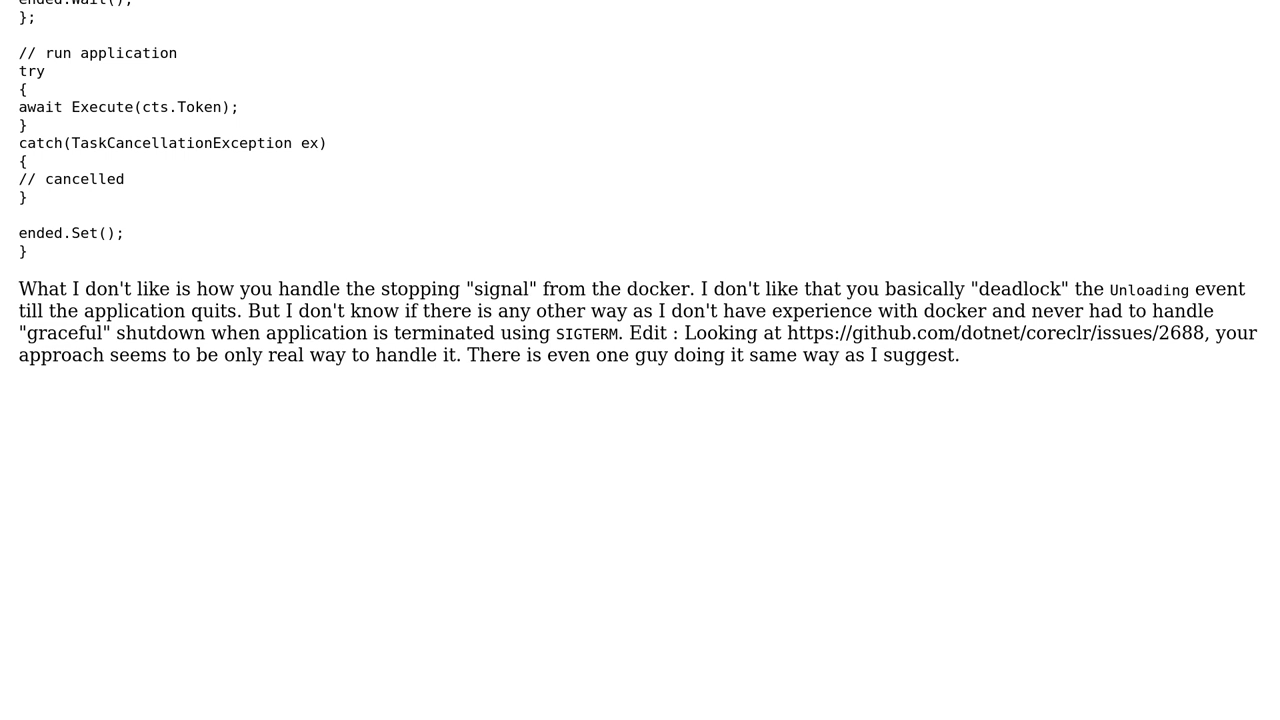 ended.Wait();
};

// run application
try
{
await Execute(cts.Token);
}
catch(TaskCancellationException ex)
{
// cancelled
}

ended.Set();
}

What I don't like is how you handle the stopping "signal" from the docker. I don't like that you basically "deadlock" the Unloading event
till the application quits. But I don't know if there is any other way as I don't have experience with docker and never had to handle
"graceful" shutdown when application is terminated using SIGTERM. Edit : Looking at https://github.com/dotnet/coreclr/issues/2688, your
approach seems to be only real way to handle it. There is even one guy doing it same way as I suggest.